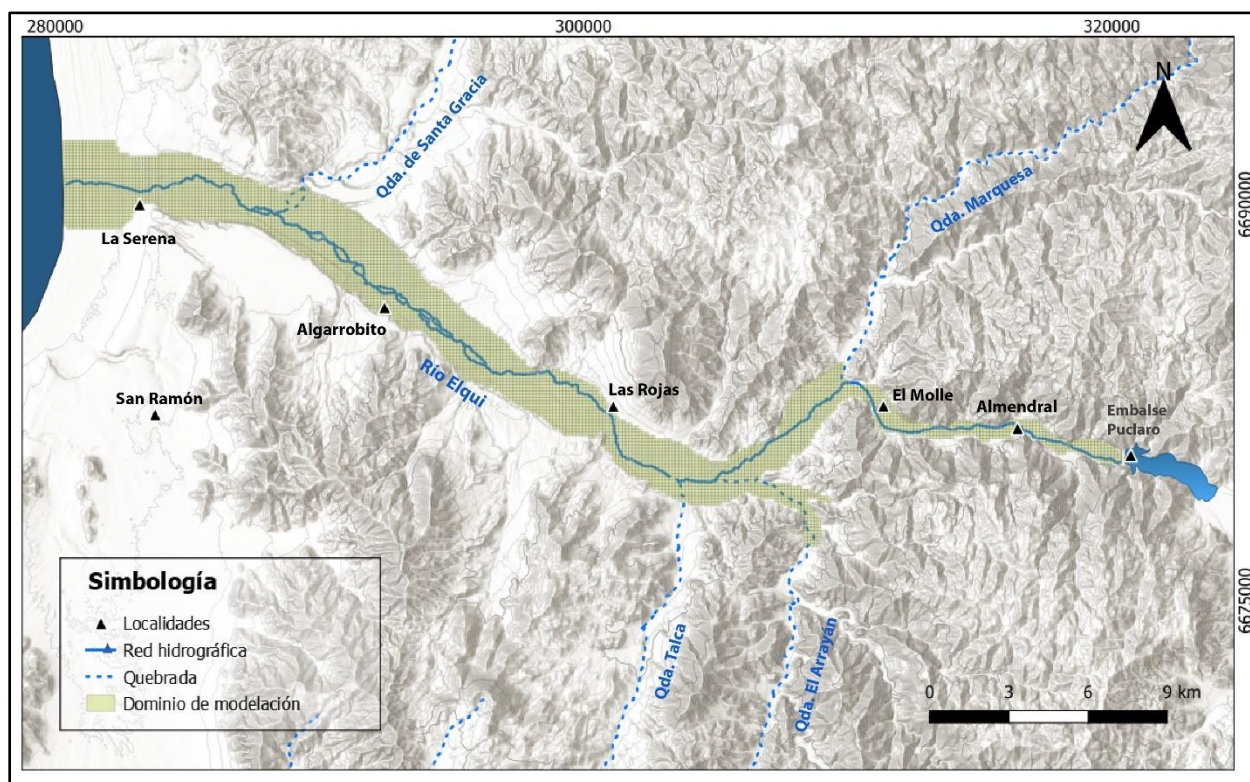 280000
300000
320000
N
Qda. de Santa Gracia
Qda. Marquesa
6690000
La Serena
Algarrobito
Río Elqui
San Ramón
Las Rojas
El Molle
Almendral
Embalse
Puclaro
Simbología
Localidades
Red hidrográfica
Quebrada
Dominio de modelación
Qda. Talca
Qda. El Arrayán
6675000
0 3 6 9 km